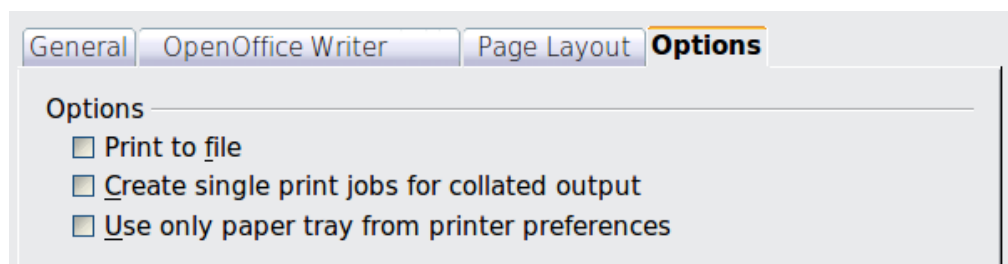 General OpenOffice Writer Page Layout Options
Options
Print to file
Create single print jobs for collated output
Use only paper tray from printer preferences